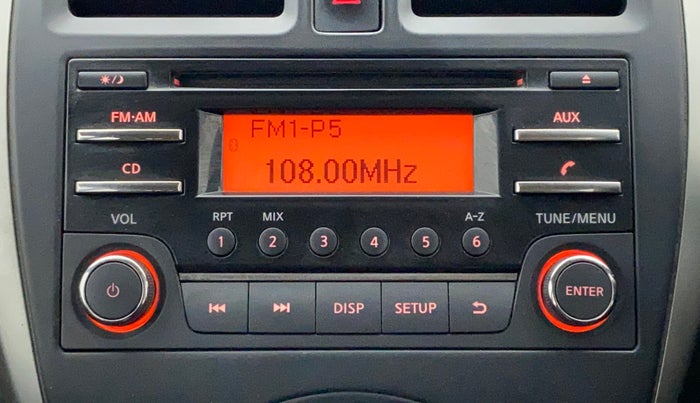 FM·AM
FM1-P5
AUX
108.00MHz
CD
VOL
RPT MIX A-Z
TUNE/MENU
1 2 3 4 5 6
DISP SETUP
ENTER